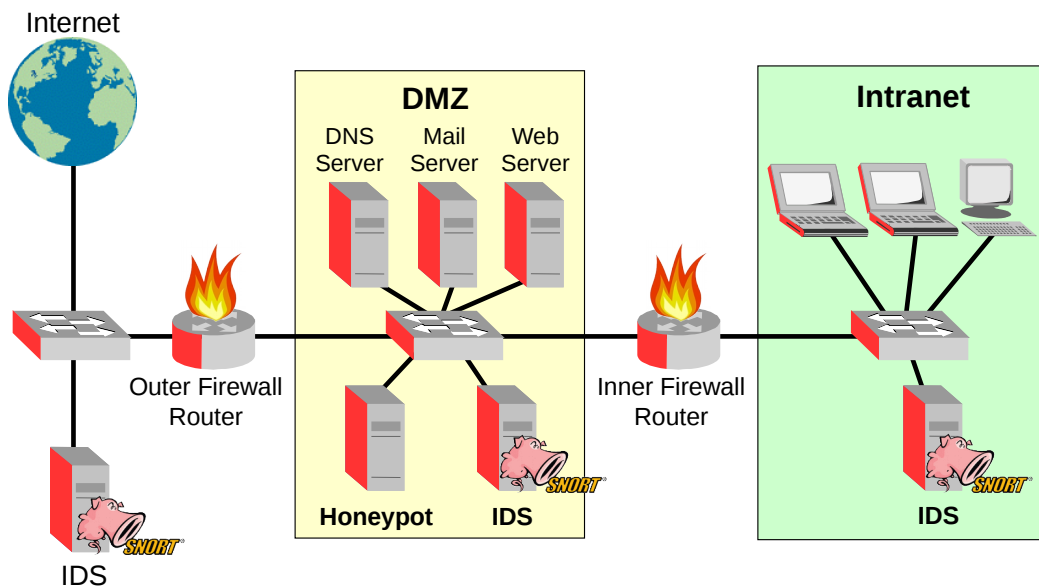 Internet
DMZ
Intranet
DNS
Server
Mail
Server
Web
Server
Outer Firewall
Router
Inner Firewall
Router
SNORT®
SNORT®
SNORT®
Honeypot
IDS
IDS
IDS